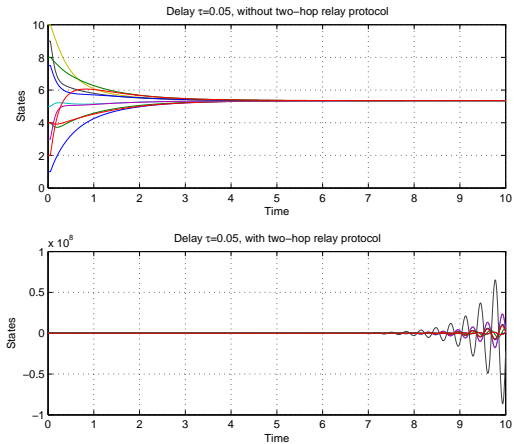 Delay τ=0.05, without two-hop relay protocol
10
8
6
4
2
0
States
0 1 2 3 4 5 6 7 8 9 10
Time
Delay τ=0.05, with two-hop relay protocol
x 10^8
1
0.5
0
−0.5
−1
States
0 1 2 3 4 5 6 7 8 9 10
Time